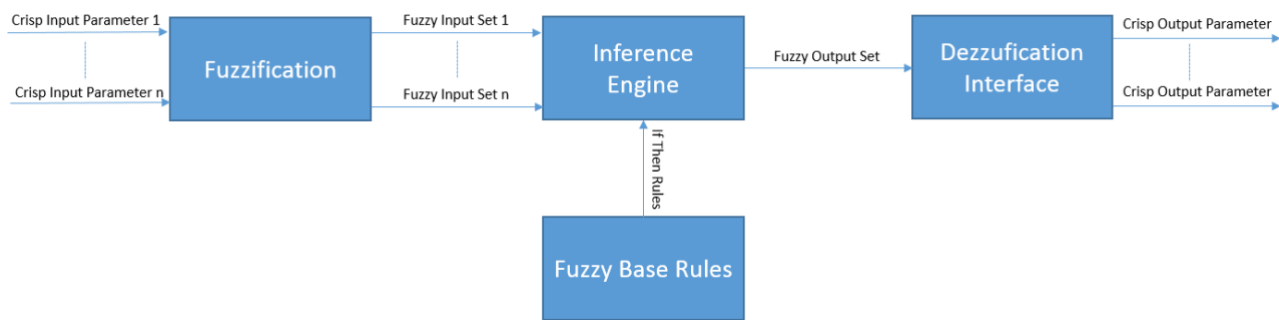 Crisp Input Parameter 1
Crisp Input Parameter n
Fuzzification
Fuzzy Input Set 1
Fuzzy Input Set n
Inference
Engine
Fuzzy Output Set
Dezzufication
Interface
Crisp Output Parameter
Crisp Output Parameter
If Then Rules
Fuzzy Base Rules